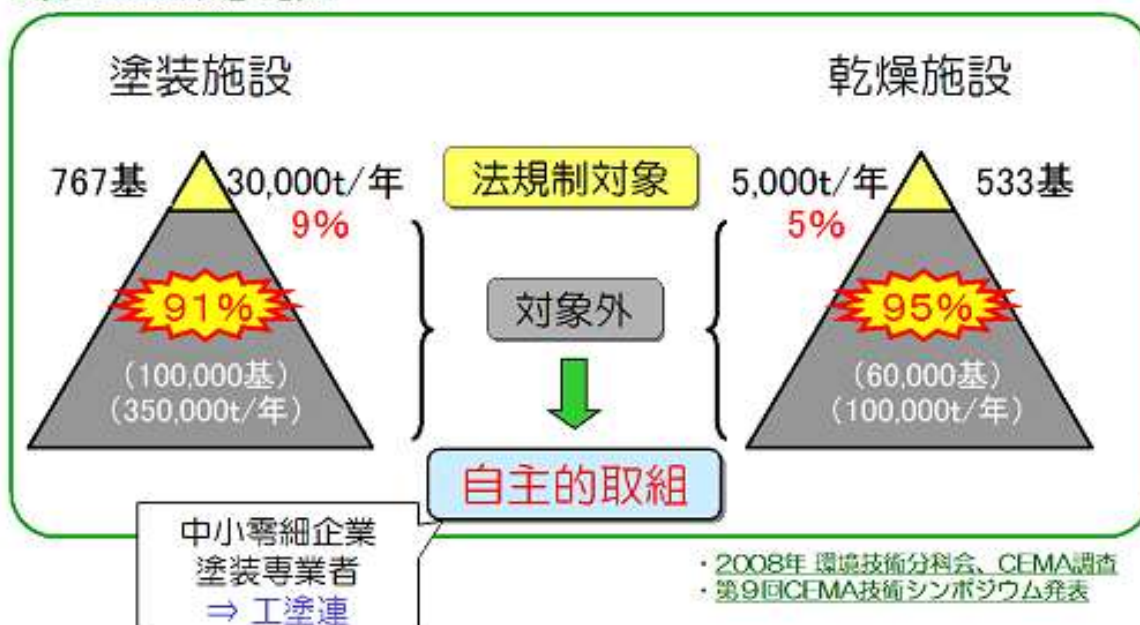 塗装施設
乾燥施設
767基
30,000t/年
9%
法規制対象
5,000t/年
5%
533基
91%
対象外
95%
(100,000基)
(350,000t/年)
(60,000基)
(100,000t/年)
自主的取組
中小零細企業
塗装専業者
⇒ 工塗連
・2008年 環境技術分科会、CEMA調査
・第9回CEMA技術シンポジウム発表